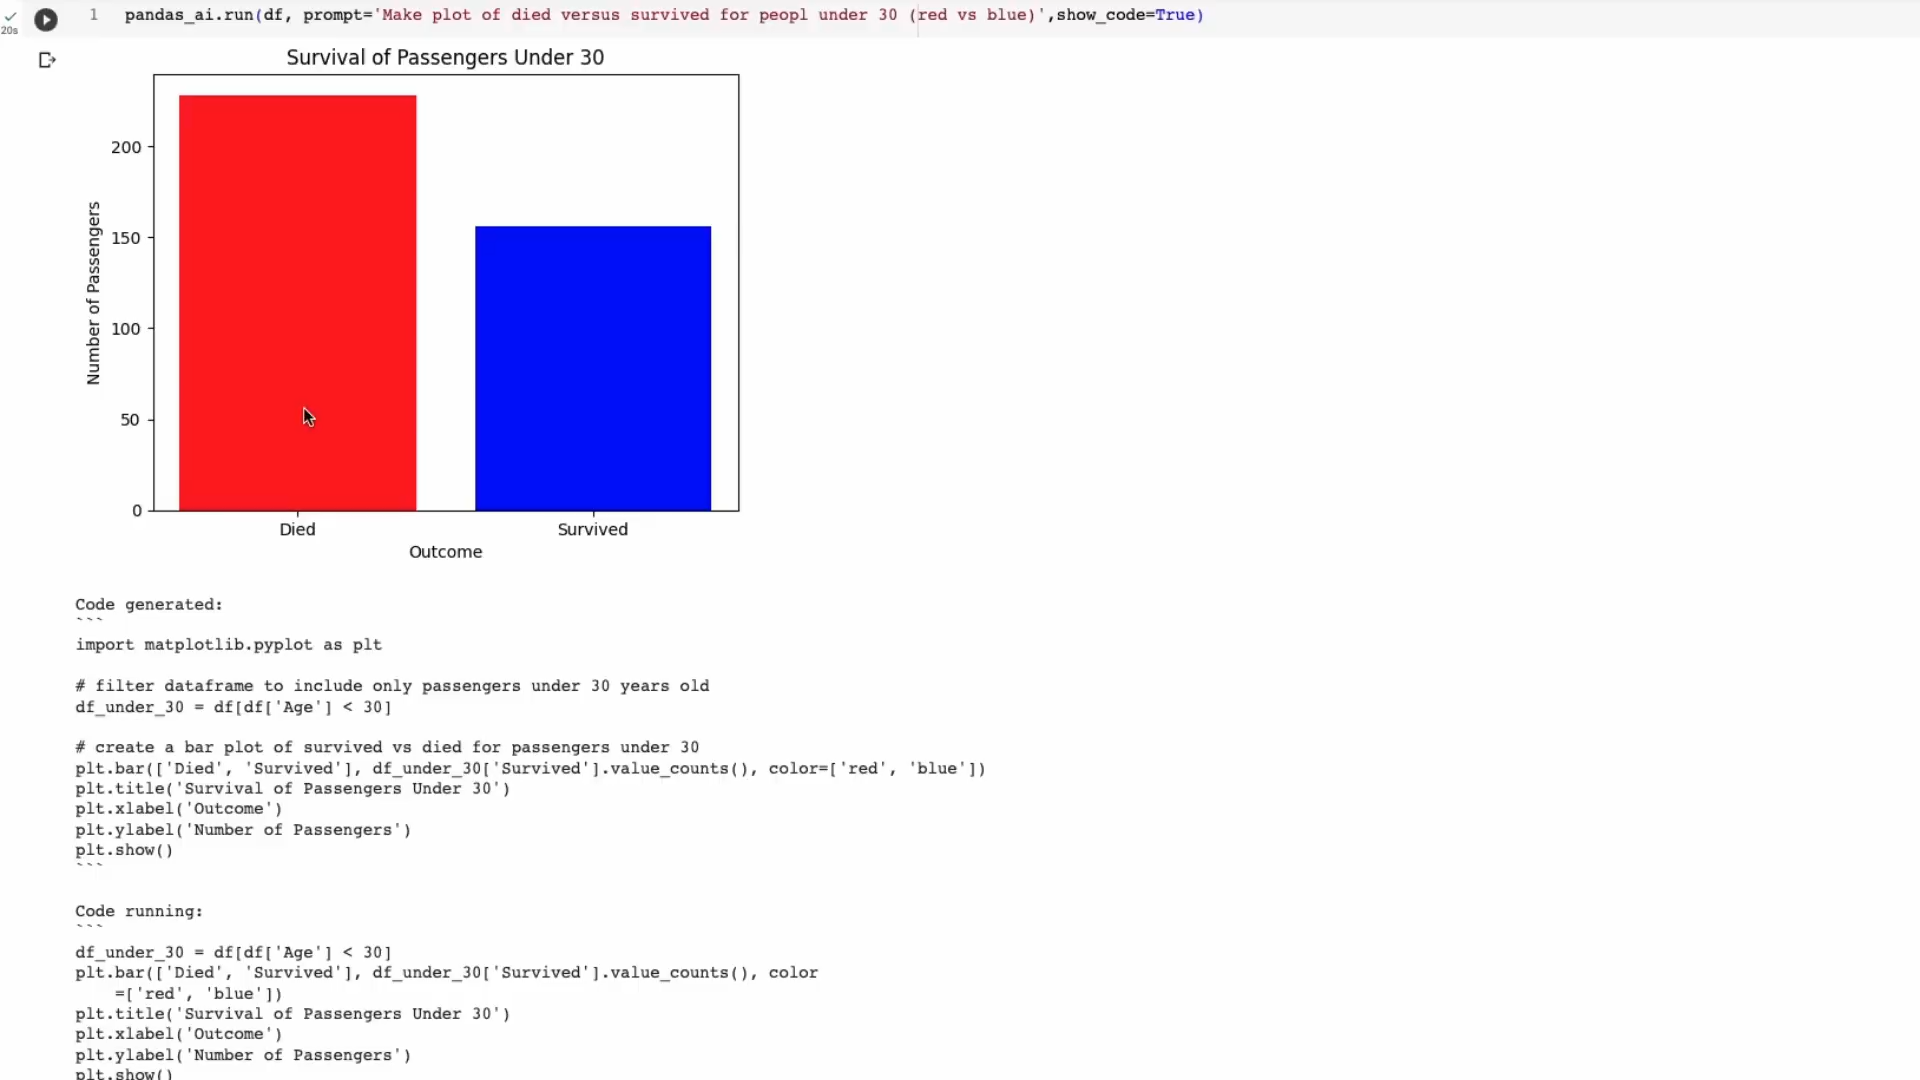 1 pandas_ai.run(df, prompt='Make plot of died versus survived for peopl under 30 (red vs blue)',show_code=True)
20s
Survival of Passengers Under 30
200
150
100
50
0
Number of Passengers
Died Survived
Outcome
Code generated:
```
import matplotlib.pyplot as plt
# filter dataframe to include only passengers under 30 years old
df_under_30 = df[df['Age'] < 30]
# create a bar plot of survived vs died for passengers under 30
plt.bar(['Died', 'Survived'], df_under_30['Survived'].value_counts(), color=['red', 'blue'])
plt.title('Survival of Passengers Under 30')
plt.xlabel('Outcome')
plt.ylabel('Number of Passengers')
plt.show()
```
Code running:
```
df_under_30 = df[df['Age'] < 30]
plt.bar(['Died', 'Survived'], df_under_30['Survived'].value_counts(), color
=['red', 'blue'])
plt.title('Survival of Passengers Under 30')
plt.xlabel('Outcome')
plt.ylabel('Number of Passengers')
plt.show()